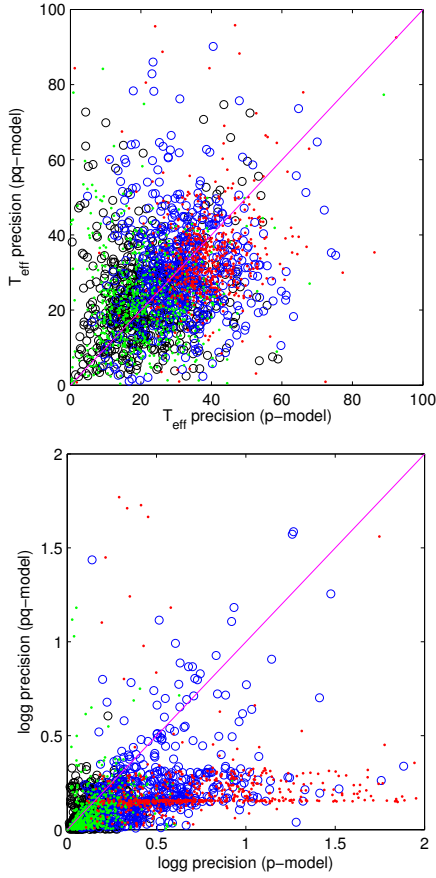 100
80
60
40
20
0
T_eff precision (pq−model)
0 20 40 60 80 100
T_eff precision (p−model)
2
1.5
1
0.5
0
logg precision (pq−model)
0 0.5 1 1.5 2
logg precision (p−model)